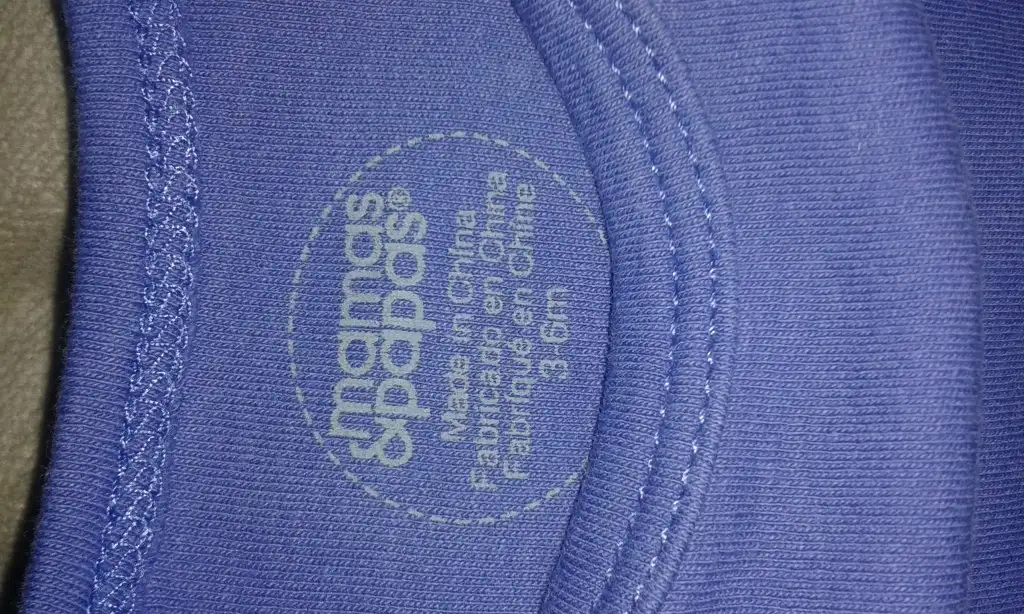 mamas
&papas®
Made in China
Fabricado en China
Fabriqué en Chine
3-6m